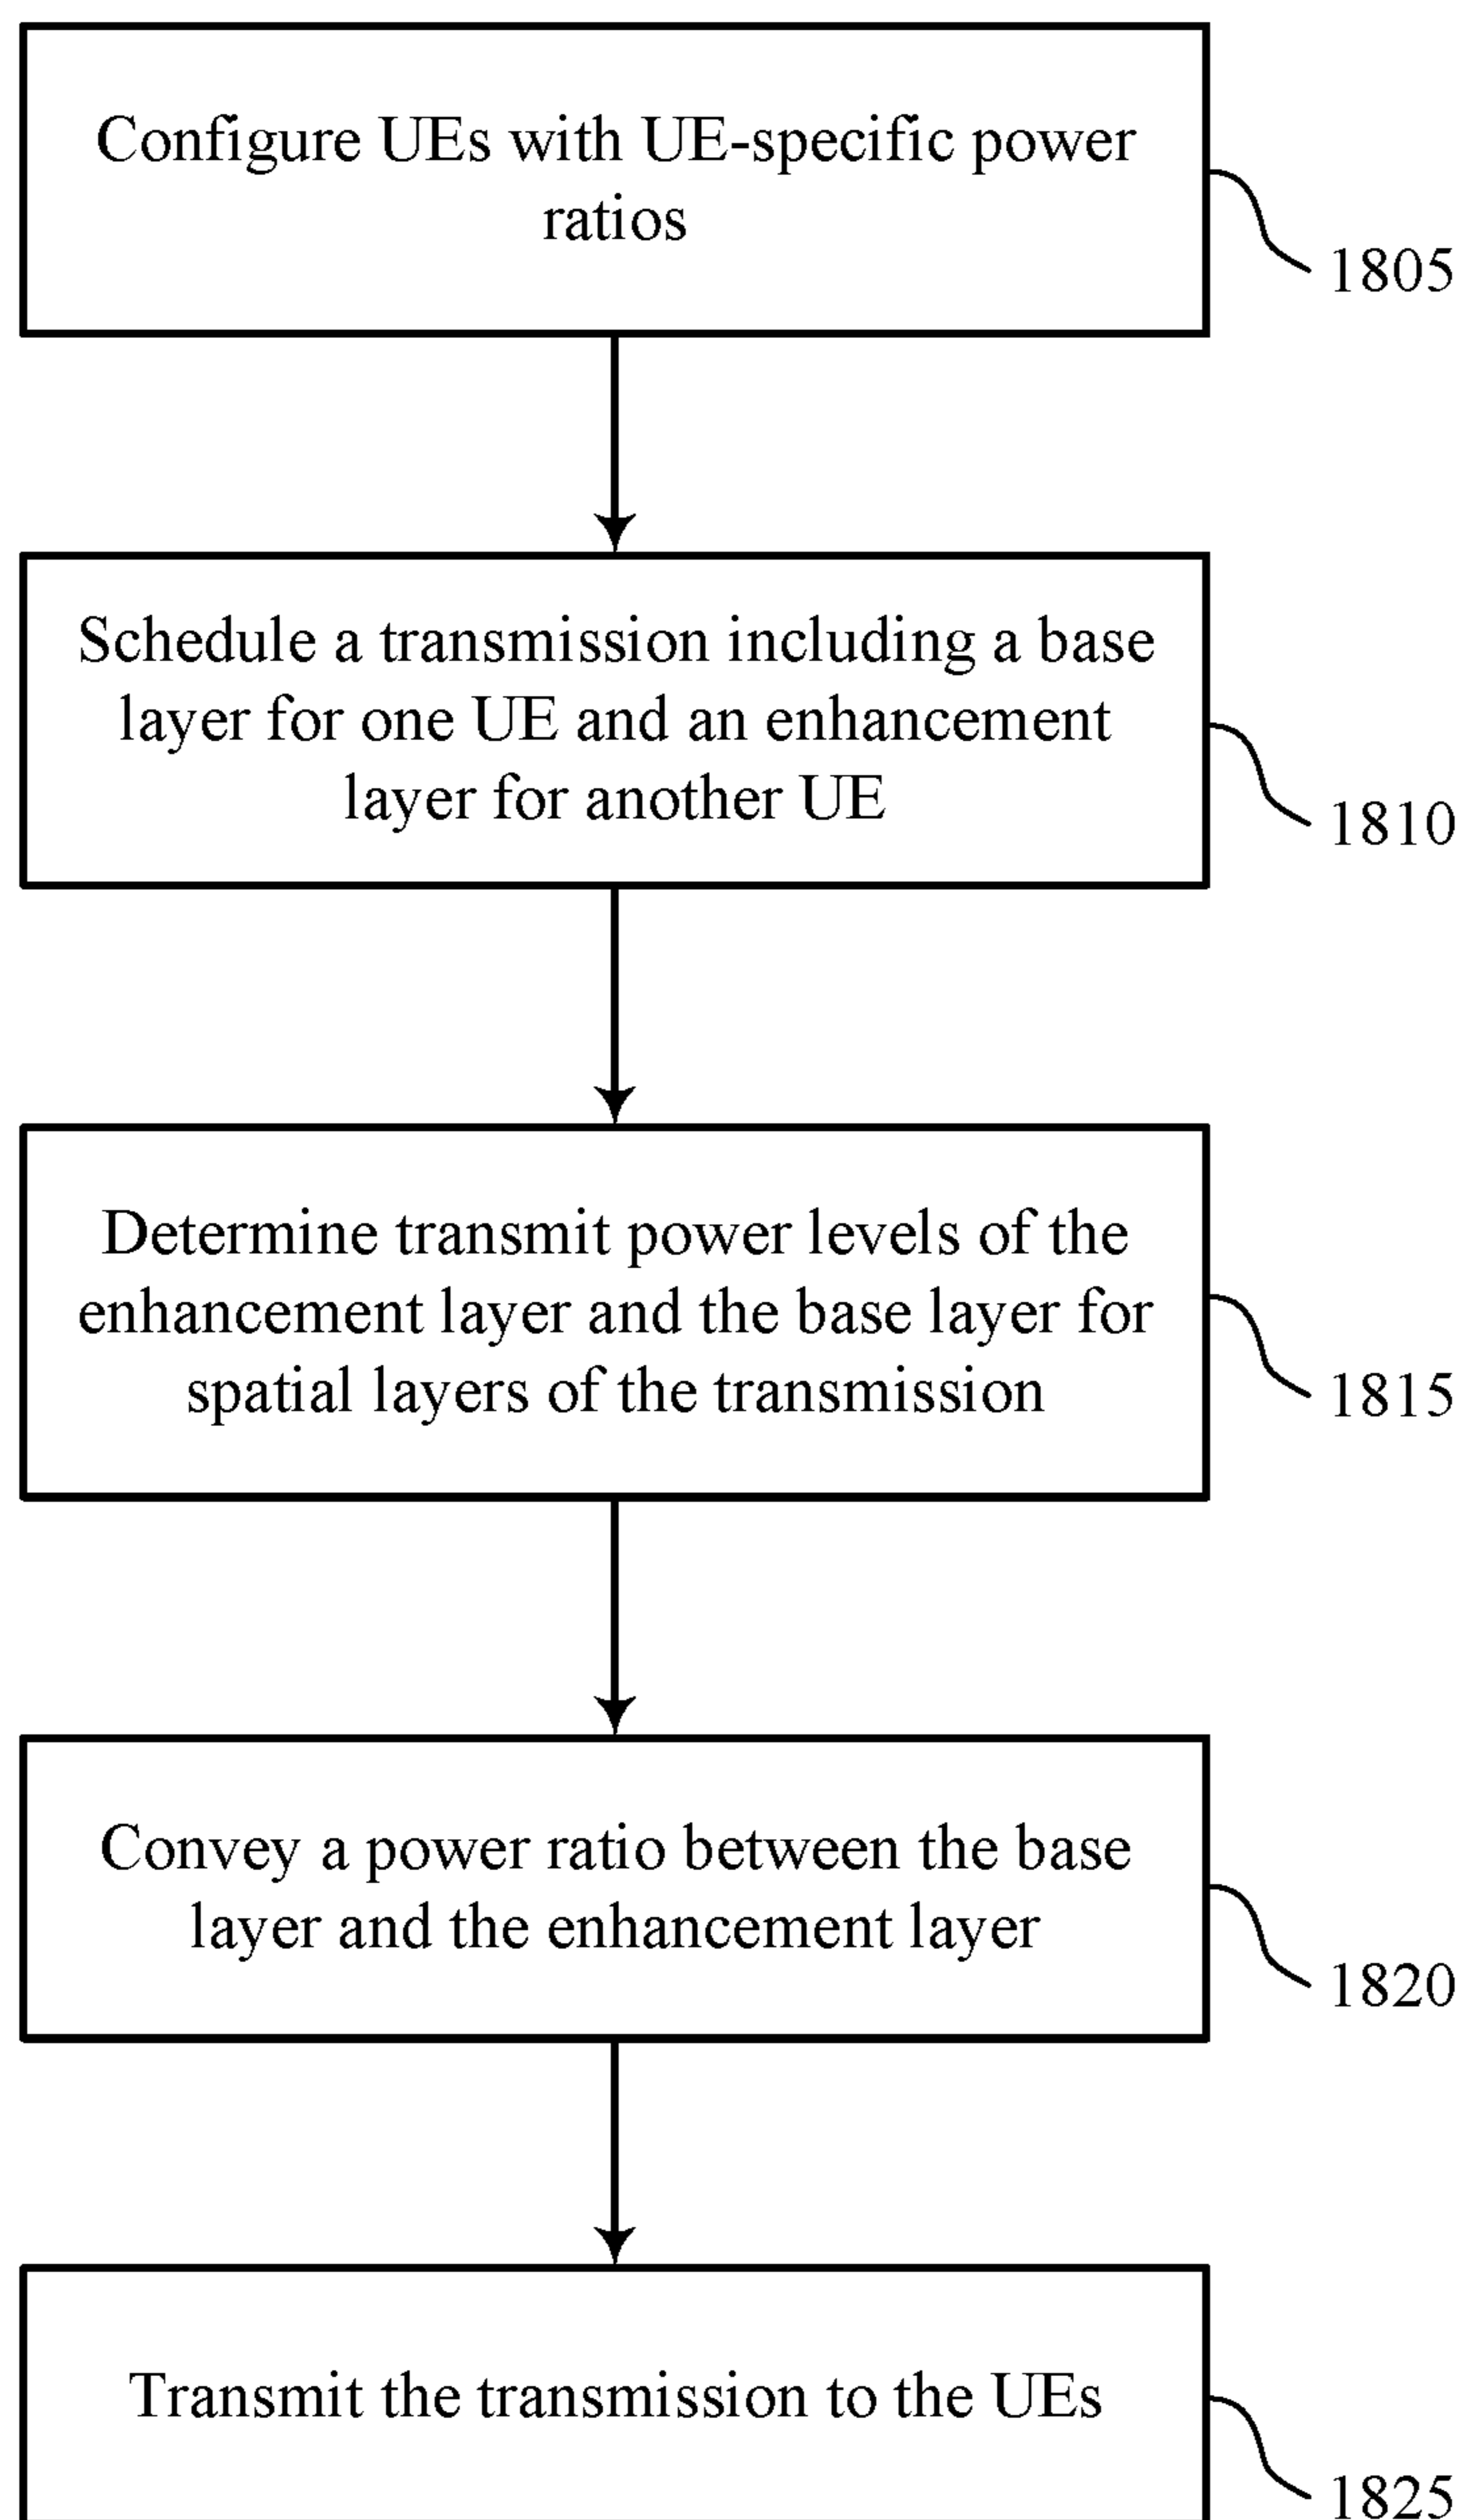 Configure UEs with UE-specific power
ratios
1805
Schedule a transmission including a base
layer for one UE and an enhancement
layer for another UE
1810
Determine transmit power levels of the
enhancement layer and the base layer for
spatial layers of the transmission
1815
Convey a power ratio between the base
layer and the enhancement layer
1820
Transmit the transmission to the UEs
1825